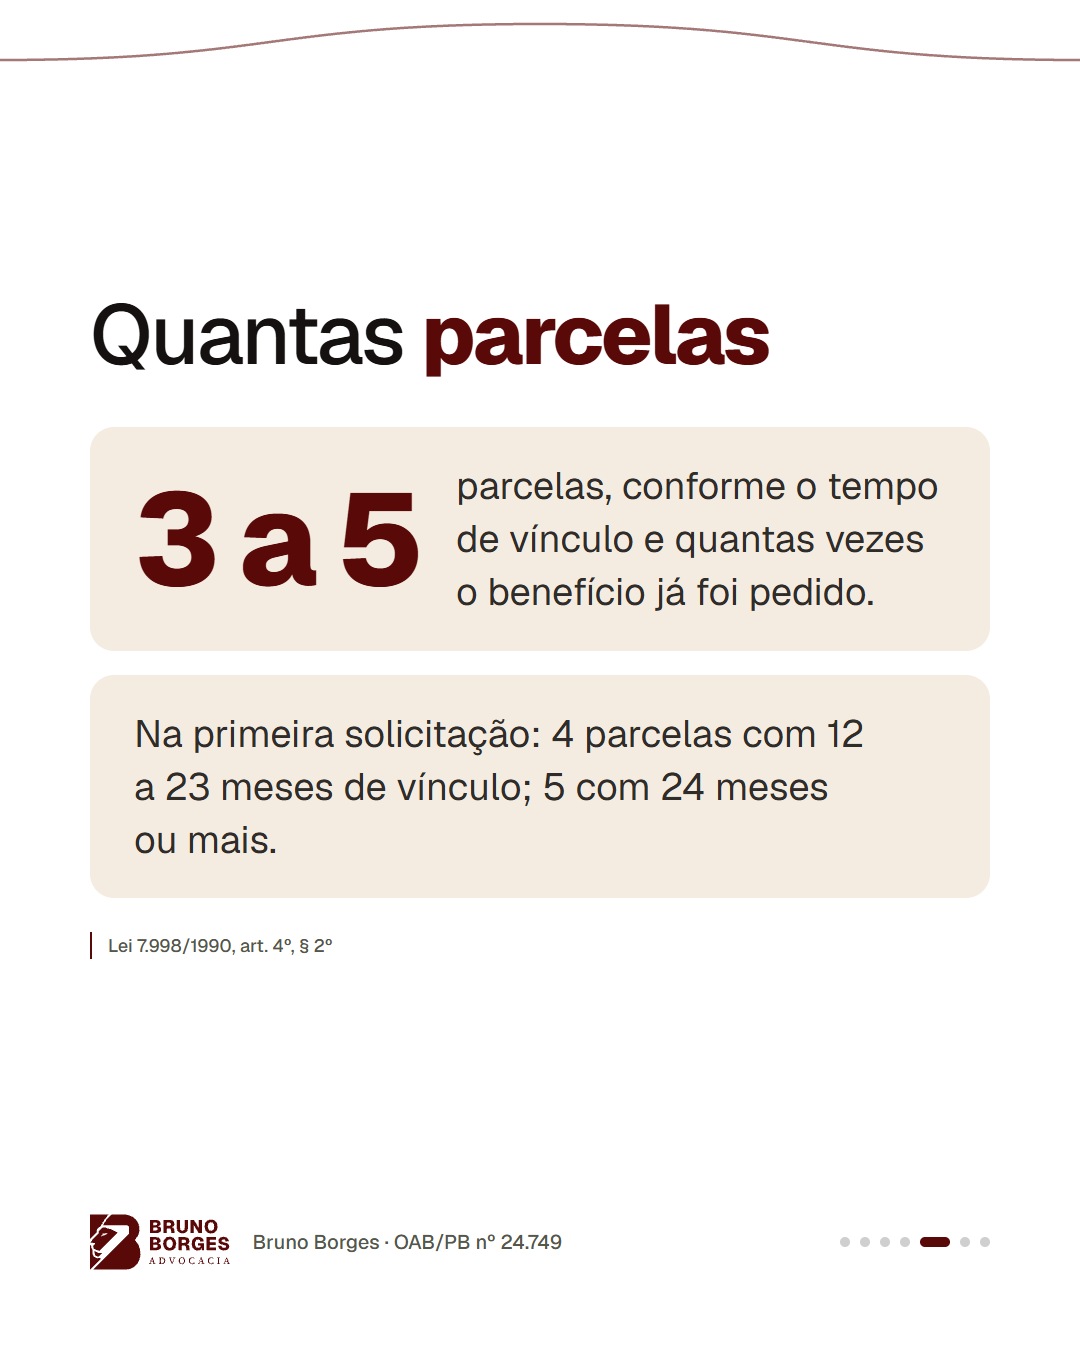 Quantas parcelas
3 a 5
parcelas, conforme o tempo
de vínculo e quantas vezes
o benefício já foi pedido.
Na primeira solicitação: 4 parcelas com 12
a 23 meses de vínculo; 5 com 24 meses
ou mais.
Lei 7.998/1990, art. 4º, § 2º
BRUNO
BORGES
ADVOCACIA
Bruno Borges · OAB/PB nº 24.749